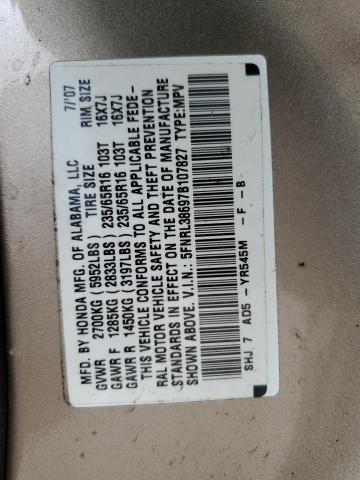 MFD. BY HONDA MFG. OF ALABAMA, LLC 7/'07
TIRE SIZE RIM SIZE
GVWR 2700KG (5952LBS)
GAWR F 1285KG (2833LBS) 235/65R16 103T 16X7J
GAWR R 1450KG (3197LBS) 235/65R16 103T 16X7J
THIS VEHICLE CONFORMS TO ALL APPLICABLE FEDE-
RAL MOTOR VEHICLE SAFETY AND THEFT PREVENTION
STANDARDS IN EFFECT ON THE DATE OF MANUFACTURE
SHOWN ABOVE. V.I.N.: 5FNRL38697B107827 TYPE:MPV
SHJ 7 AD5 -YR545M -F -B